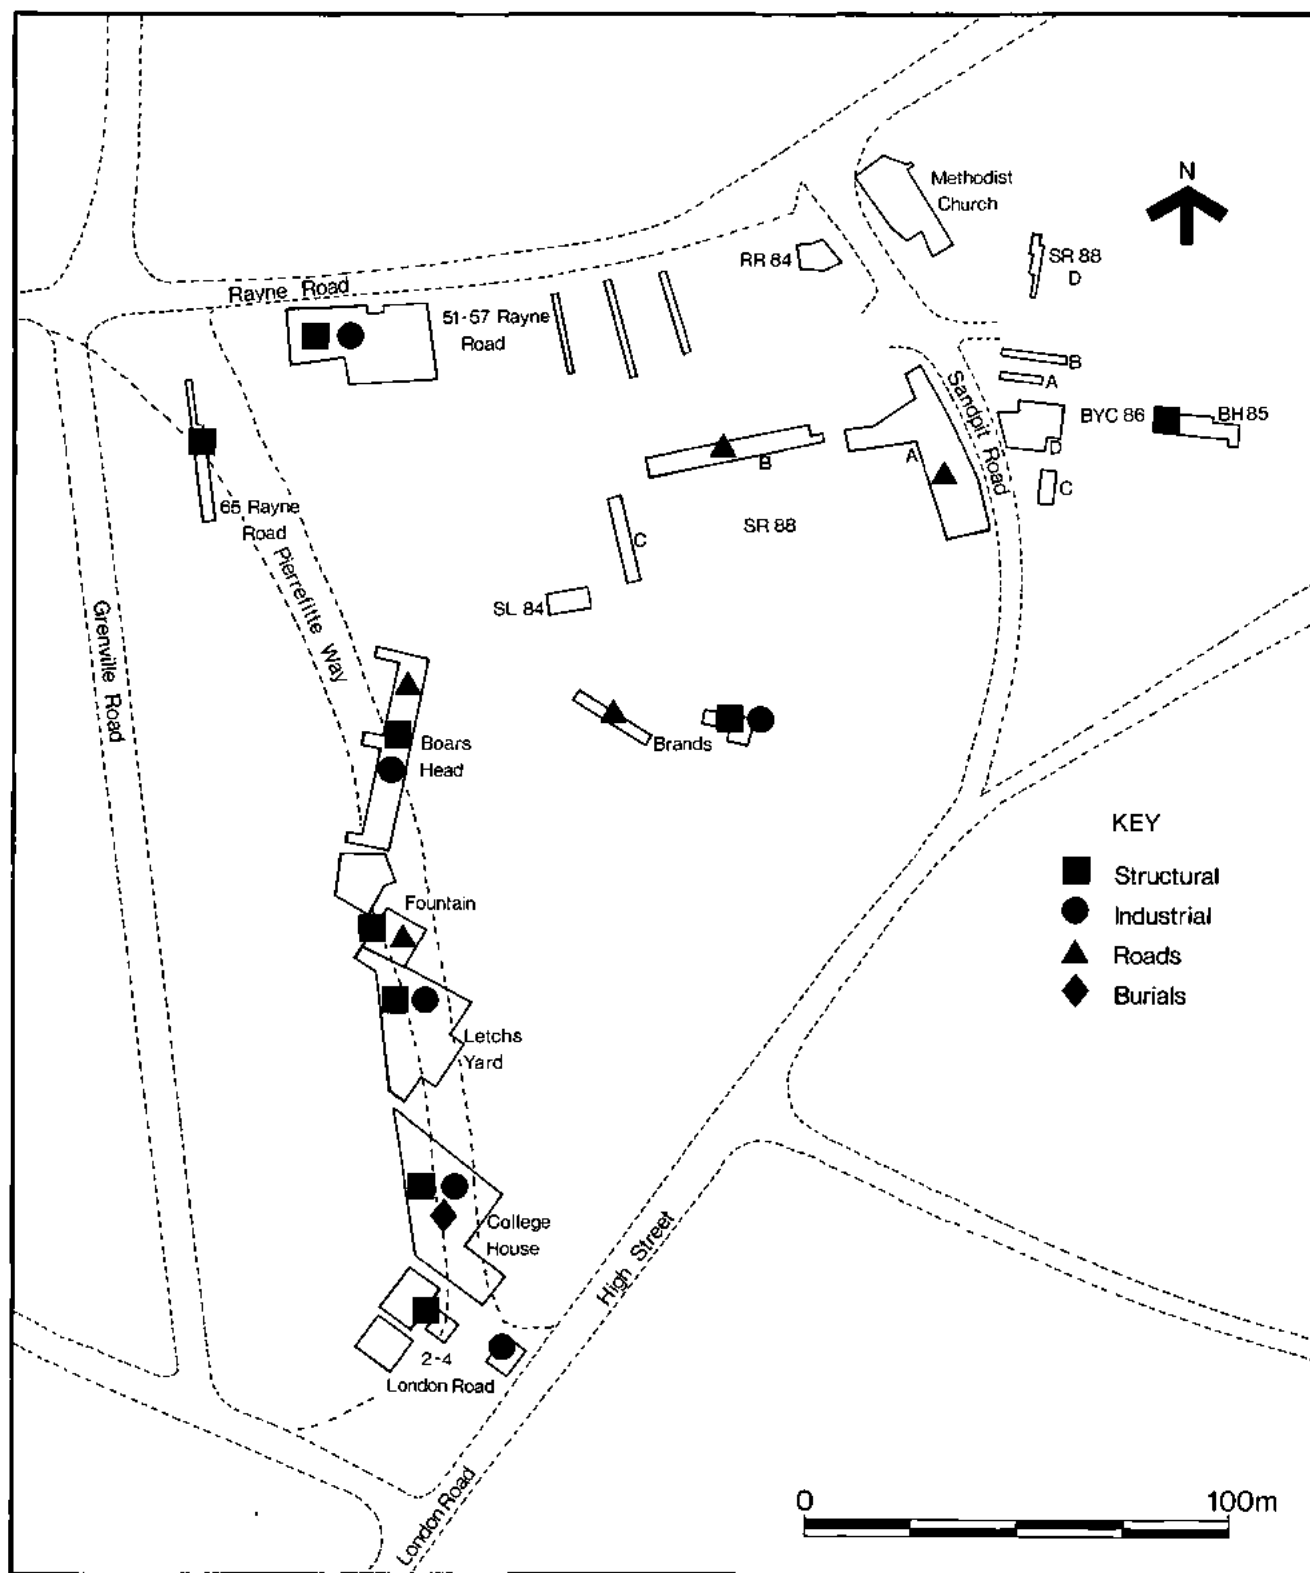 Methodist
Church
N
RR 84
SR 88
D
Rayne Road
51-57 Rayne
Road
B
A
Sandpit Road
BYC 86
BH 85
D
C
B
A
65 Rayne
Road
SR 88
C
Pierrefitte Way
SL 84
Grenville Road
Boars
Head
Brands
KEY
Structural
Industrial
Roads
Burials
Fountain
Letchs
Yard
College
House
High Street
2-4
London Road
London Road
0
100m